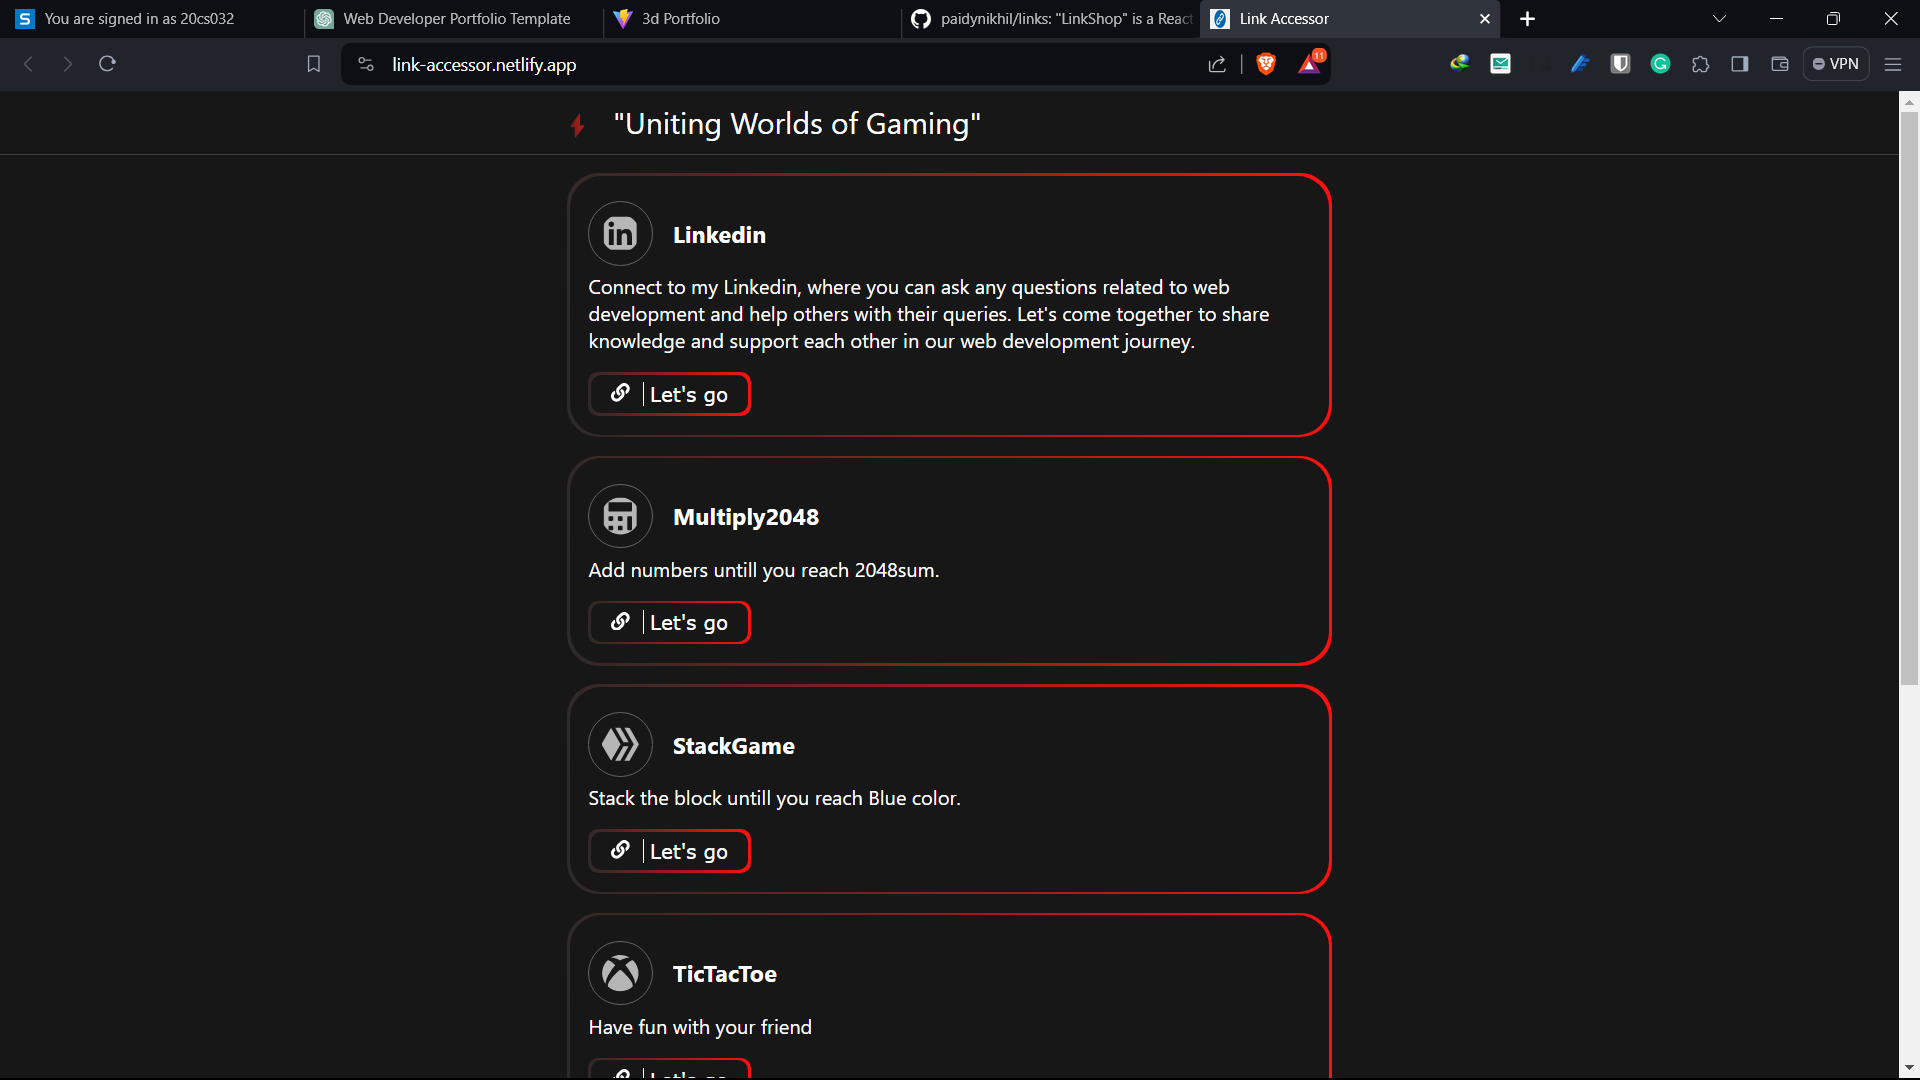 You are signed in as 20cs032
Web Developer Portfolio Template
3d Portfolio
paidynikhil/links: "LinkShop" is a React
Link Accessor
link-accessor.netlify.app
11
VPN
"Uniting Worlds of Gaming"
Linkedin
Connect to my Linkedin, where you can ask any questions related to web
development and help others with their queries. Let's come together to share
knowledge and support each other in our web development journey.
Let's go
Multiply2048
Add numbers untill you reach 2048sum.
Let's go
StackGame
Stack the block untill you reach Blue color.
Let's go
TicTacToe
Have fun with your friend
Let's go